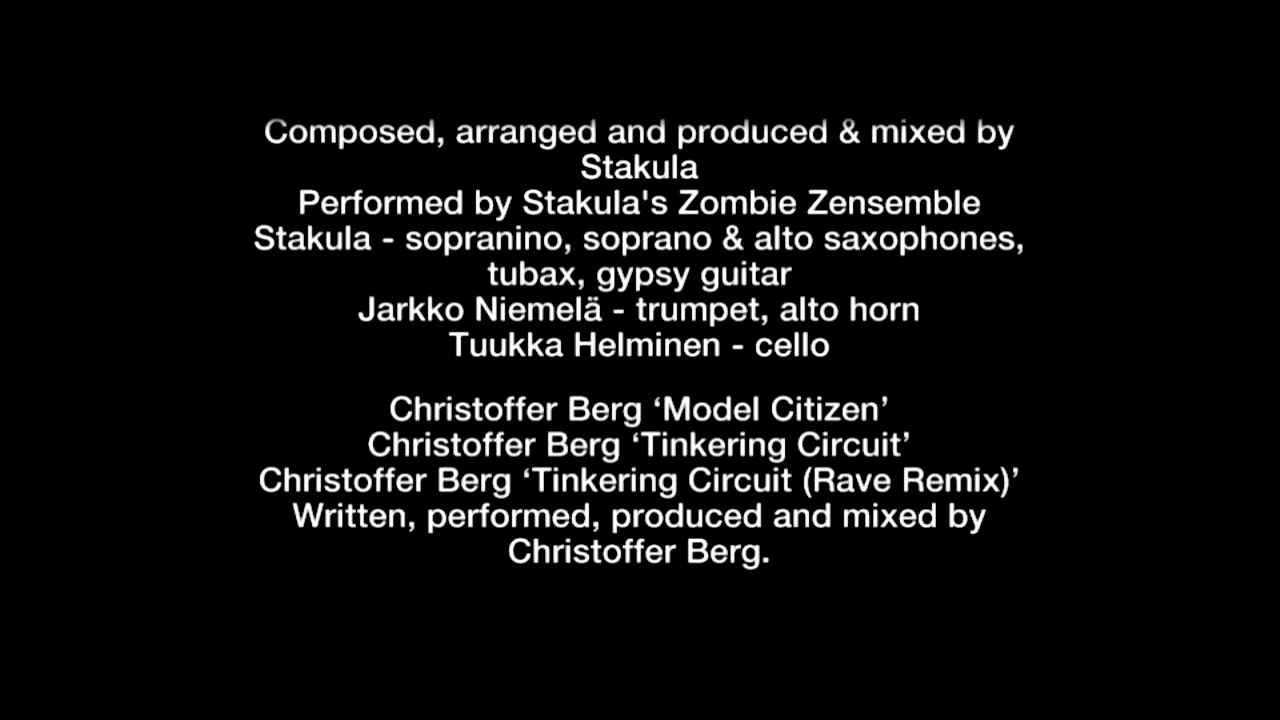 Composed, arranged and produced & mixed by
Stakula
Performed by Stakula's Zombie Zensemble
Stakula - sopranino, soprano & alto saxophones,
tubax, gypsy guitar
Jarkko Niemelä - trumpet, alto horn
Tuukka Helminen - cello
Christoffer Berg ‘Model Citizen’
Christoffer Berg ‘Tinkering Circuit’
Christoffer Berg ‘Tinkering Circuit (Rave Remix)’
Written, performed, produced and mixed by
Christoffer Berg.